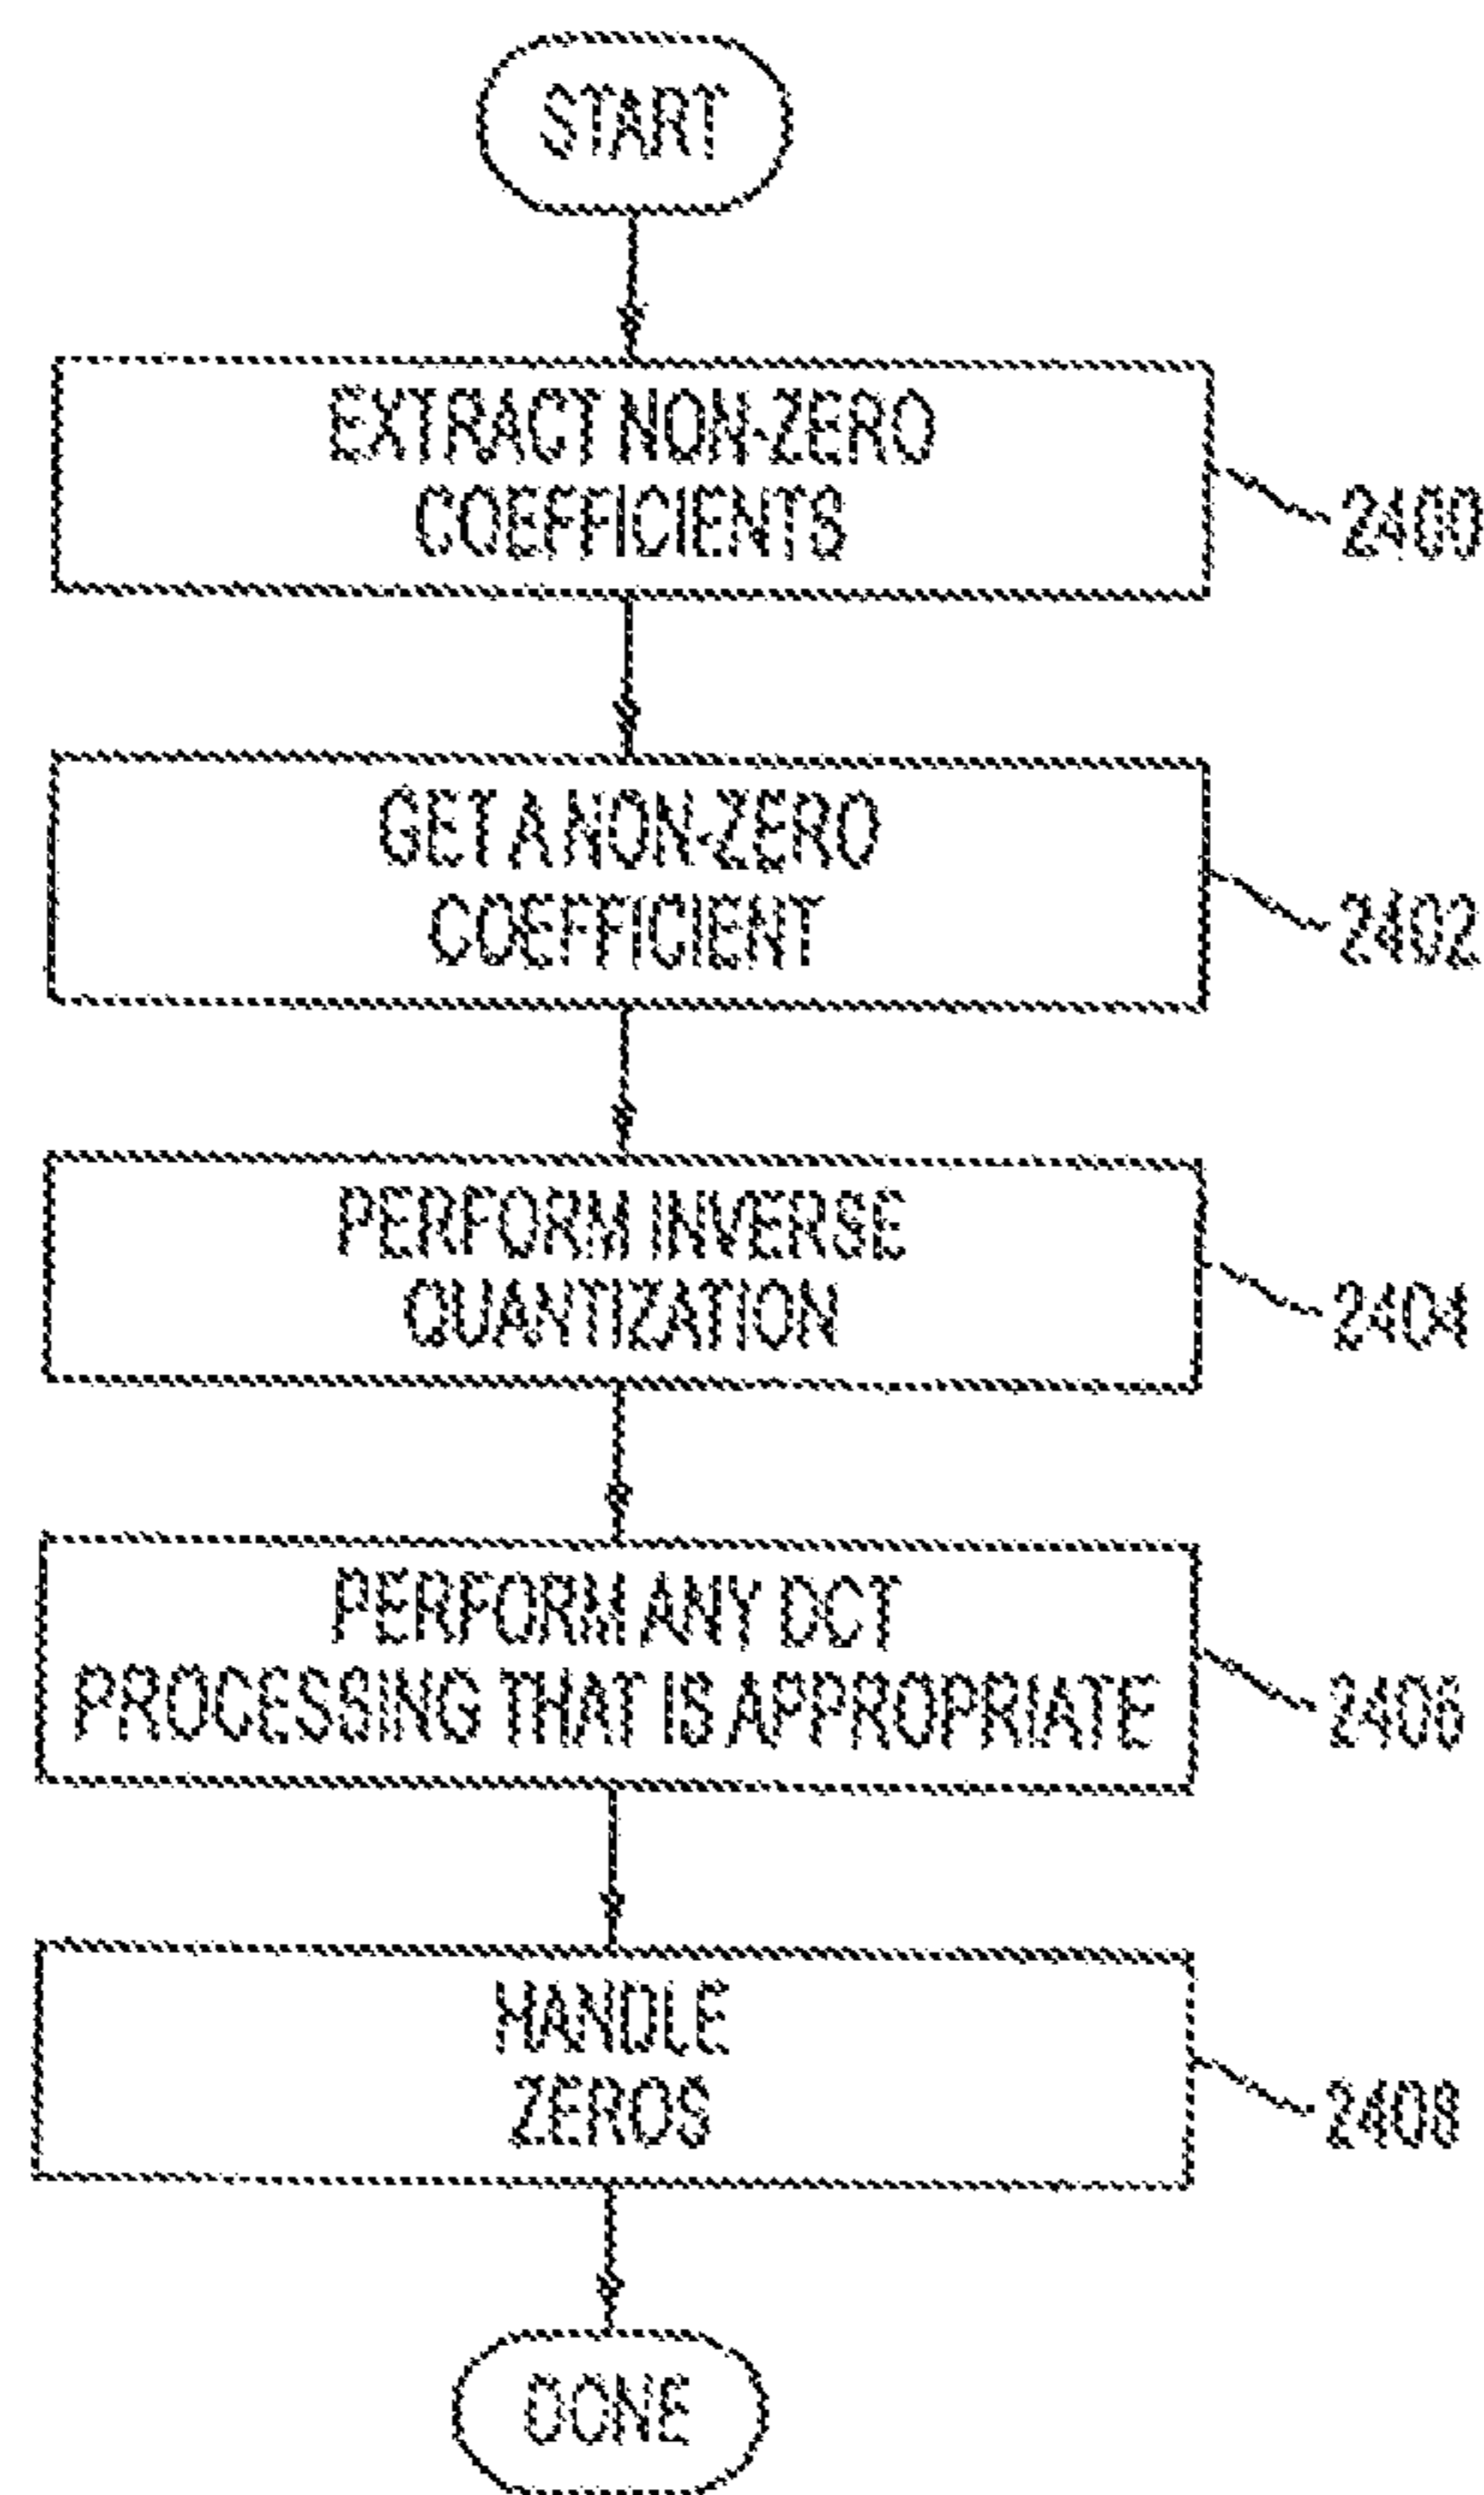 START
EXTRACT NON-ZERO
COEFFICIENTS
2400
GET A NON-ZERO
COEFFICIENT
2402
PERFORM INVERSE
QUANTIZATION
2404
PERFORM ANY DCT
PROCESSING THAT IS APPROPRIATE
2406
HANDLE
ZEROS
2408
DONE